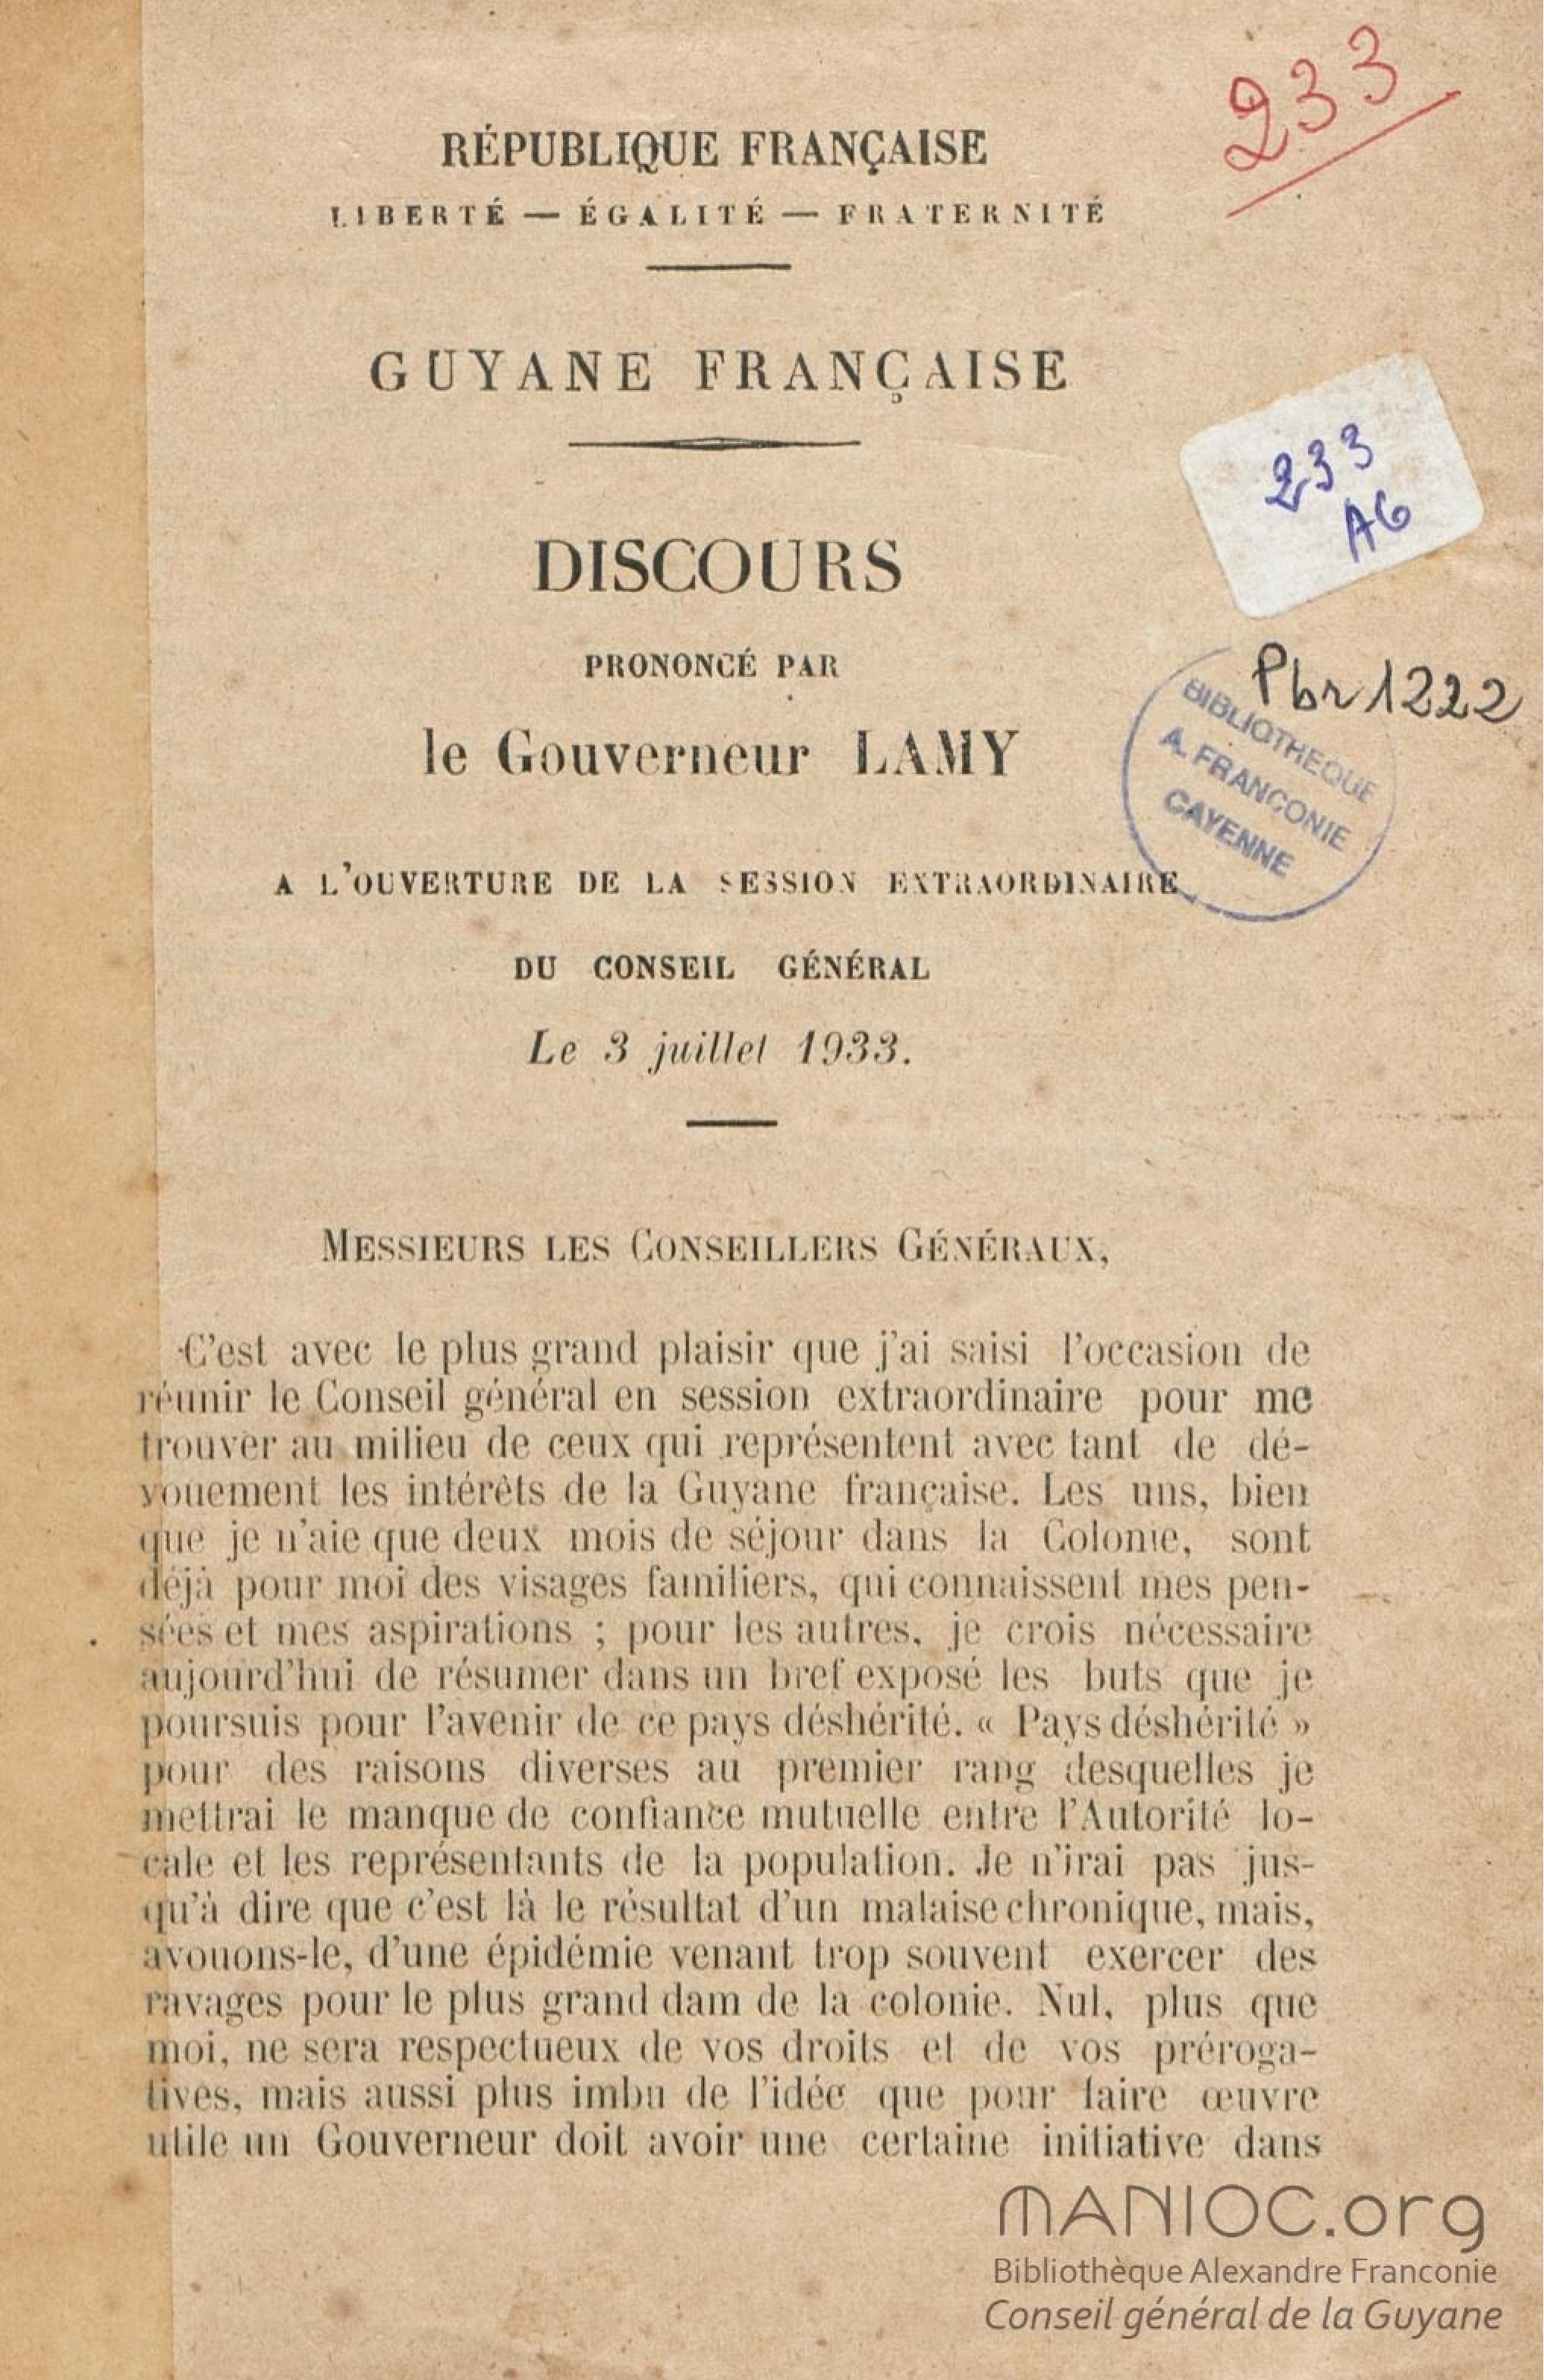 233
RÉPUBLIQUE FRANÇAISE
LIBERTÉ — ÉGALITÉ — FRATERNITÉ
GUYANE FRANÇAISE
233
A6
DISCOURS
PRONONCÉ PAR
Pbr 1222
le Gouverneur LAMY
BIBLIOTHEQUE
A. FRANCONIE
CAYENNE
A L'OUVERTURE DE LA SESSION EXTRAORDINAIRE
DU CONSEIL GÉNÉRAL
Le 3 juillet 1933.
MESSIEURS LES CONSEILLERS GÉNÉRAUX,
C'est avec le plus grand plaisir que j'ai saisi l'occasion de
réunir le Conseil général en session extraordinaire pour me
trouver au milieu de ceux qui représentent avec tant de dé-
vouement les intérêts de la Guyane française. Les uns, bien
que je n'aie que deux mois de séjour dans la Colonie, sont
déjà pour moi des visages familiers, qui connaissent mes pen-
sées et mes aspirations ; pour les autres, je crois nécessaire
aujourd'hui de résumer dans un bref exposé les buts que je
poursuis pour l'avenir de ce pays déshérité. « Pays déshérité »
pour des raisons diverses au premier rang desquelles je
mettrai le manque de confiance mutuelle entre l'Autorité lo-
cale et les représentants de la population. Je n'irai pas jus-
qu'à dire que c'est là le résultat d'un malaise chronique, mais,
avouons-le, d'une épidémie venant trop souvent exercer des
ravages pour le plus grand dam de la colonie. Nul, plus que
moi, ne sera respectueux de vos droits et de vos préroga-
tives, mais aussi plus imbu de l'idée que pour faire œuvre
utile un Gouverneur doit avoir une certaine initiative dans
MANIOC.org
Bibliothèque Alexandre Franconie
Conseil général de la Guyane